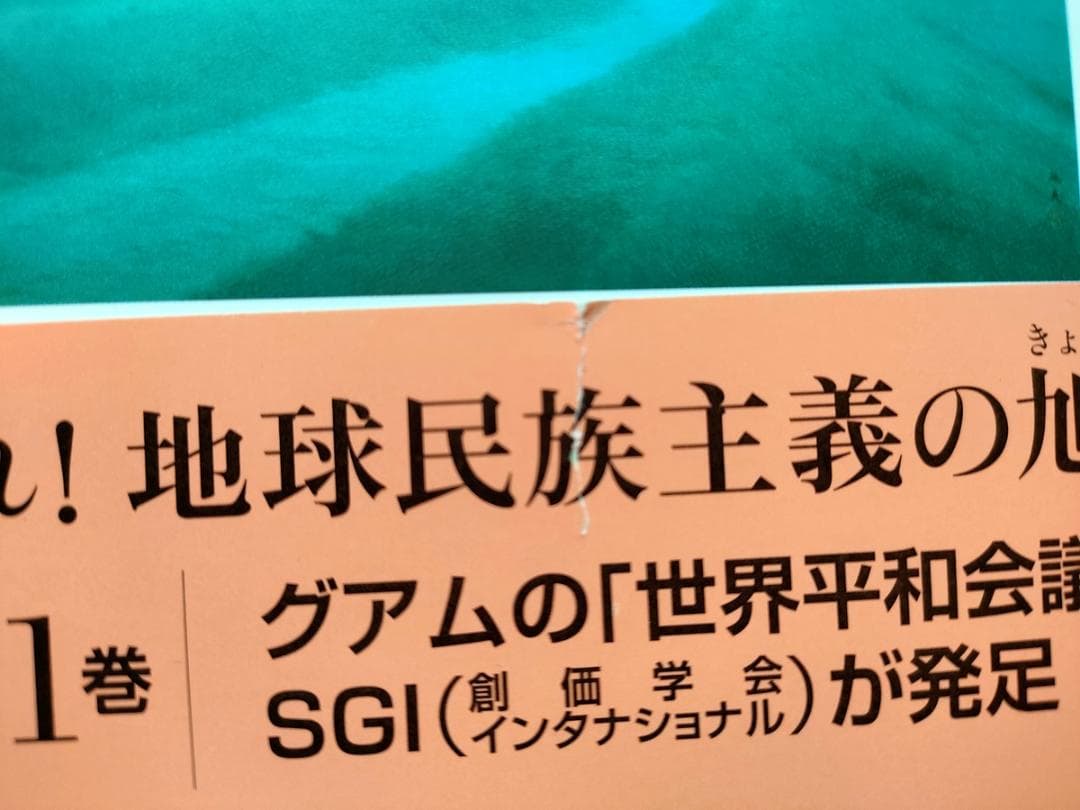 れ!地球民族主義の旭
きょ
1巻
グアムの「世界平和会議
SGI(創価学会インタナショナル)が発足